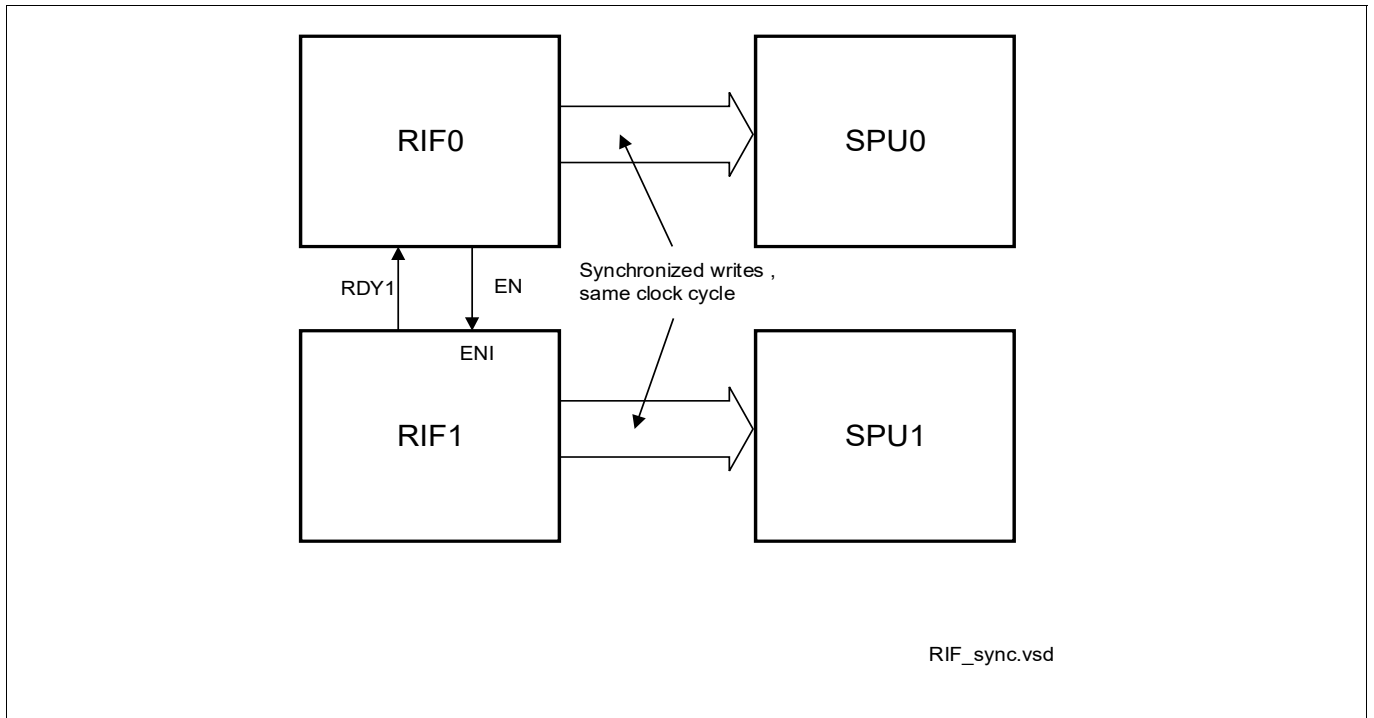 RIF0
SPU0
RDY1
EN
Synchronized writes ,
same clock cycle
ENI
RIF1
SPU1
RIF_sync.vsd